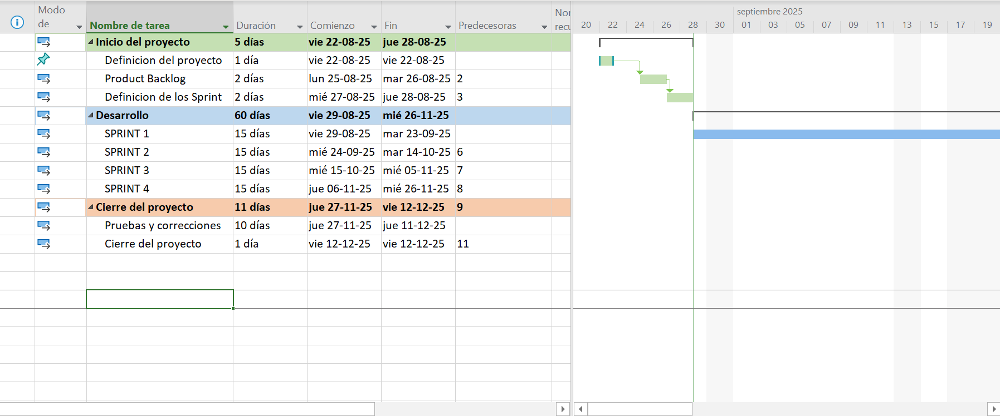 Modo de
Nombre de tarea
Duración
Comienzo
Fin
Predecesoras
septiembre 2025
20 22 24 26 28 30 01 03 05 07 09 11 13 15 17 19
Inicio del proyecto 5 días vie 22-08-25 jue 28-08-25
Definicion del proyecto 1 día vie 22-08-25 vie 22-08-25
Product Backlog 2 días lun 25-08-25 mar 26-08-25 2
Definicion de los Sprint 2 días mié 27-08-25 jue 28-08-25 3
Desarrollo 60 días vie 29-08-25 mié 26-11-25
SPRINT 1 15 días vie 29-08-25 mar 23-09-25
SPRINT 2 15 días mié 24-09-25 mar 14-10-25 6
SPRINT 3 15 días mié 15-10-25 mié 05-11-25 7
SPRINT 4 15 días jue 06-11-25 mié 26-11-25 8
Cierre del proyecto 11 días jue 27-11-25 vie 12-12-25 9
Pruebas y correcciones 10 días jue 27-11-25 jue 11-12-25
Cierre del proyecto 1 día vie 12-12-25 vie 12-12-25 11